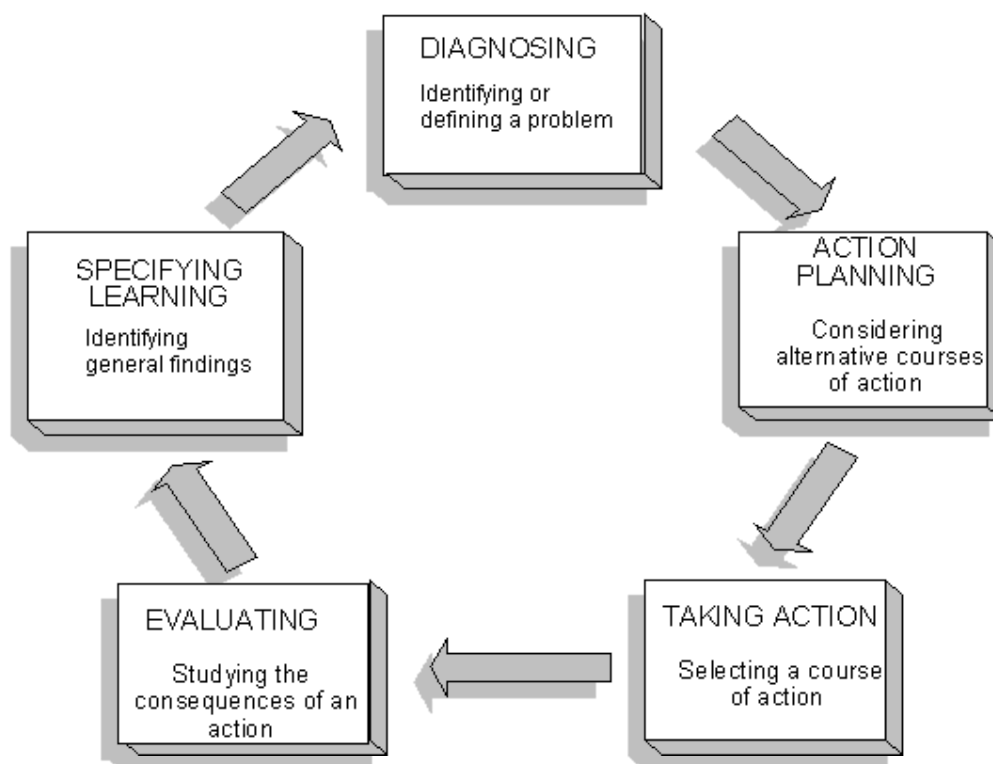 DIAGNOSING
Identifying or
defining a problem
ACTION
PLANNING
Considering
alternative courses
of action
TAKING ACTION
Selecting a course
of action
EVALUATING
Studying the
consequences of an
action
SPECIFYING
LEARNING
Identifying
general findings